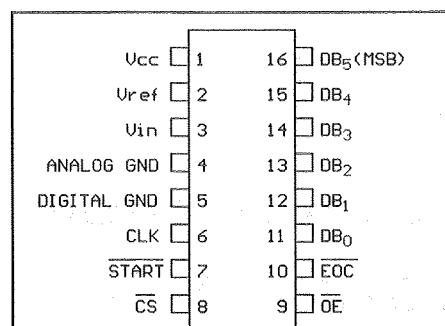 Vcc 1 16 DB5(MSB)
Vref 2 15 DB4
Vin 3 14 DB3
ANALOG GND 4 13 DB2
DIGITAL GND 5 12 DB1
CLK 6 11 DB0
START 7 10 EOC
CS 8 9 OE